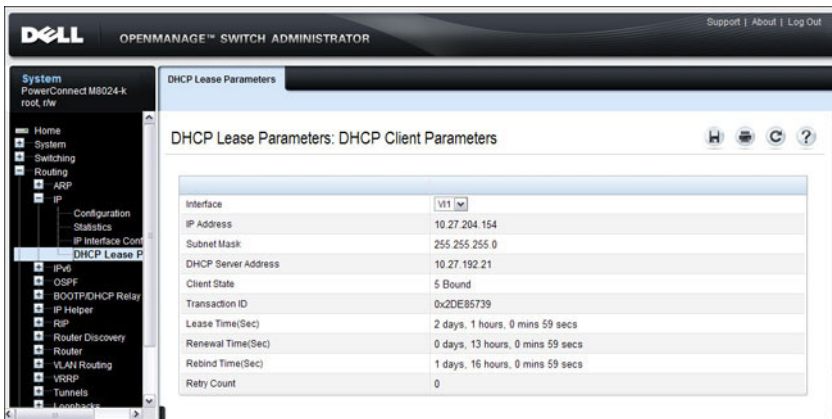 Support | About | Log Out
DELL OPENMANAGE™ SWITCH ADMINISTRATOR
System
PowerConnect M8024-k
root, r/w
Home
System
Switching
Routing
ARP
IP
Configuration
Statistics
IP Interface Conf
DHCP Lease P
IPv6
OSPF
BOOTP/DHCP Relay
IP Helper
RIP
Router Discovery
Router
VLAN Routing
VRRP
Tunnels
Loopbacks
DHCP Lease Parameters
DHCP Lease Parameters: DHCP Client Parameters
Interface Vl1
IP Address 10.27.204.154
Subnet Mask 255.255.255.0
DHCP Server Address 10.27.192.21
Client State 5 Bound
Transaction ID 0x2DE85739
Lease Time(Sec) 2 days, 1 hours, 0 mins 59 secs
Renewal Time(Sec) 0 days, 13 hours, 0 mins 59 secs
Rebind Time(Sec) 1 days, 16 hours, 0 mins 59 secs
Retry Count 0